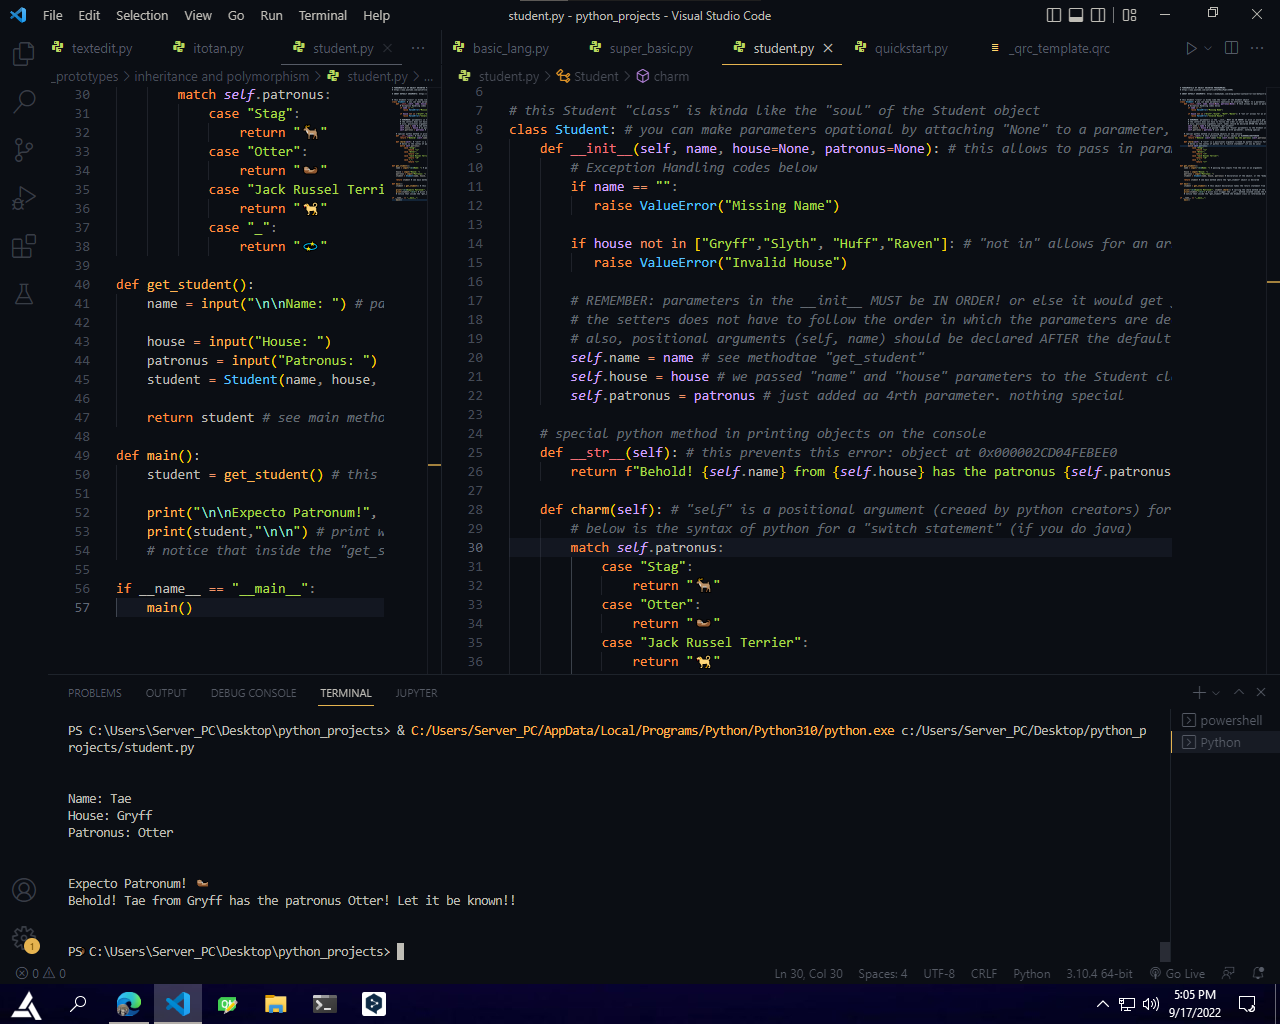 File Edit Selection View Go Run Terminal Help
student.py - python_projects - Visual Studio Code
textedit.py itotan.py student.py
_prototypes > inheritance and polymorphism > student.py > ...
30 match self.patronus:
31 case "Stag":
32 return "🐂"
33 case "Otter":
34 return "🦦"
35 case "Jack Russel Terri
36 return "🐕"
37 case "_":
38 return "💫"
39
40 def get_student():
41 name = input("\n\nName: ") # pa
42
43 house = input("House: ")
44 patronus = input("Patronus: ")
45 student = Student(name, house,
46
47 return student # see main metho
48
49 def main():
50 student = get_student() # this
51
52 print("\n\nExpecto Patronum!",
53 print(student,"\n\n") # print w
54 # notice that inside the "get_s
55
56 if __name__ == "__main__":
57 main()
basic_lang.py super_basic.py student.py quickstart.py _qrc_template.qrc
student.py > Student > charm
6
7 # this Student "class" is kinda like the "soul" of the Student object
8 class Student: # you can make parameters opational by attaching "None" to a parameter,
9 def __init__(self, name, house=None, patronus=None): # this allows to pass in para
10 # Exception Handling codes below
11 if name == "":
12 raise ValueError("Missing Name")
13
14 if house not in ["Gryff","Slyth", "Huff","Raven"]: # "not in" allows for an ar
15 raise ValueError("Invalid House")
16
17 # REMEMBER: parameters in the __init__ MUST be IN ORDER! or else it would get
18 # the setters does not have to follow the order in which the parameters are de
19 # also, positional arguments (self, name) should be declared AFTER the default
20 self.name = name # see methodtae "get_student"
21 self.house = house # we passed "name" and "house" parameters to the Student cl
22 self.patronus = patronus # just added aa 4rth parameter. nothing special
23
24 # special python method in printing objects on the console
25 def __str__(self): # this prevents this error: object at 0x000002CD04FEBEE0
26 return f"Behold! {self.name} from {self.house} has the patronus {self.patronus
27
28 def charm(self): # "self" is a positional argument (creaed by python creators) for
29 # below is the syntax of python for a "switch statement" (if you do java)
30 match self.patronus:
31 case "Stag":
32 return "🐂"
33 case "Otter":
34 return "🦦"
35 case "Jack Russel Terrier":
36 return "🐕"
PROBLEMS OUTPUT DEBUG CONSOLE TERMINAL JUPYTER
PS C:\Users\Server_PC\Desktop\python_projects> & C:/Users/Server_PC/AppData/Local/Programs/Python/Python310/python.exe c:/Users/Server_PC/Desktop/python_p
rojects/student.py
Name: Tae
House: Gryff
Patronus: Otter
Expecto Patronum! 🦦
Behold! Tae from Gryff has the patronus Otter! Let it be known!!
PS C:\Users\Server_PC\Desktop\python_projects>
powershell
Python
1
0 0
Ln 30, Col 30 Spaces: 4 UTF-8 CRLF Python 3.10.4 64-bit Go Live
5:05 PM
9/17/2022